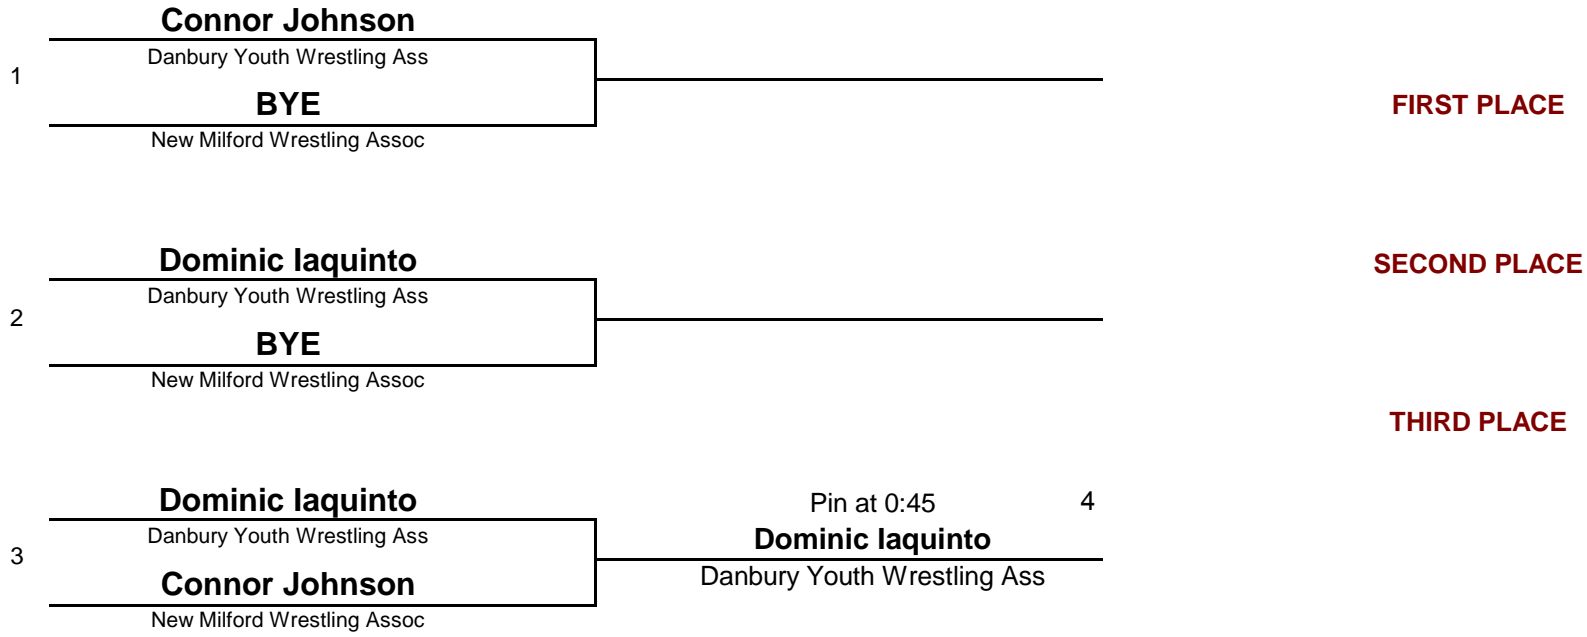 Connor Johnson
Danbury Youth Wrestling Ass
1
BYE
New Milford Wrestling Assoc
FIRST PLACE
Dominic Iaquinto
Danbury Youth Wrestling Ass
2
BYE
New Milford Wrestling Assoc
SECOND PLACE
THIRD PLACE
Dominic Iaquinto
Danbury Youth Wrestling Ass
3
Connor Johnson
New Milford Wrestling Assoc
Pin at 0:45 4
Dominic Iaquinto
Danbury Youth Wrestling Ass